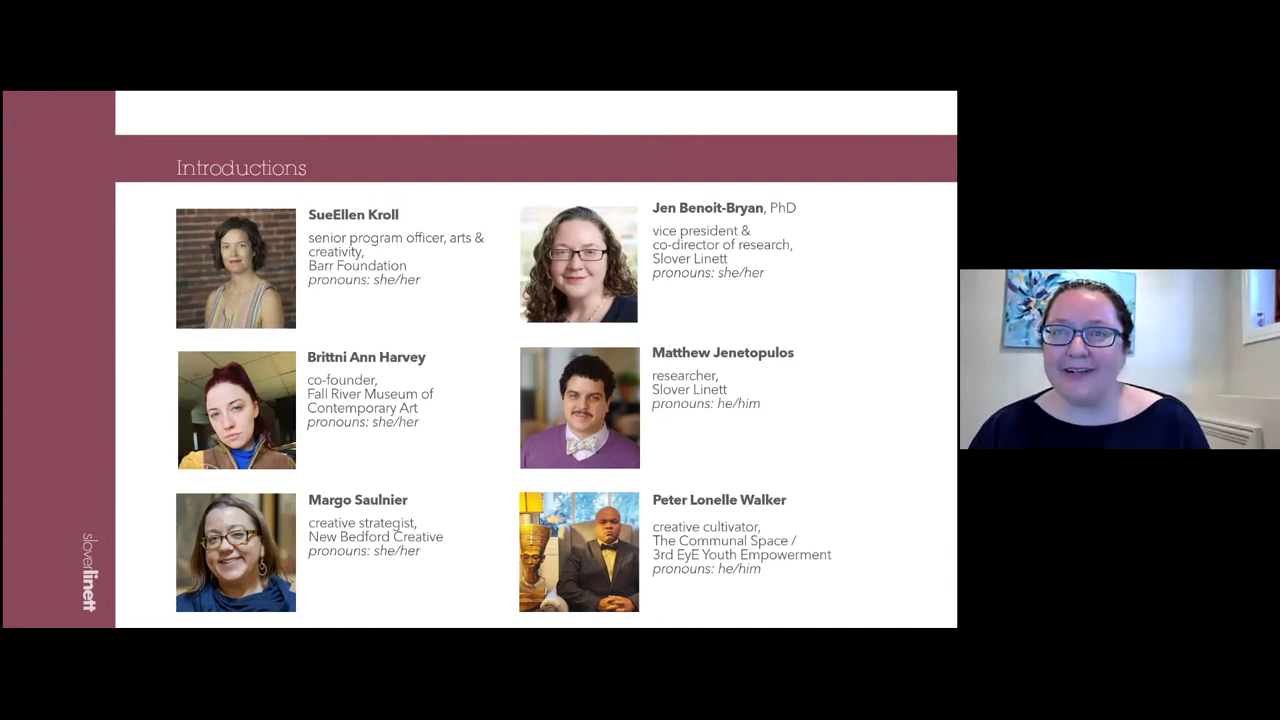 Introductions
SueEllen Kroll
senior program officer, arts &
creativity,
Barr Foundation
pronouns: she/her
Jen Benoit-Bryan, PhD
vice president &
co-director of research,
Slover Linett
pronouns: she/her
Brittni Ann Harvey
co-founder,
Fall River Museum of
Contemporary Art
pronouns: she/her
Matthew Jenetopulos
researcher,
Slover Linett
pronouns: he/him
Margo Saulnier
creative strategist,
New Bedford Creative
pronouns: she/her
Peter Lonelle Walker
creative cultivator,
The Communal Space /
3rd EyE Youth Empowerment
pronouns: he/him
sloverlinett